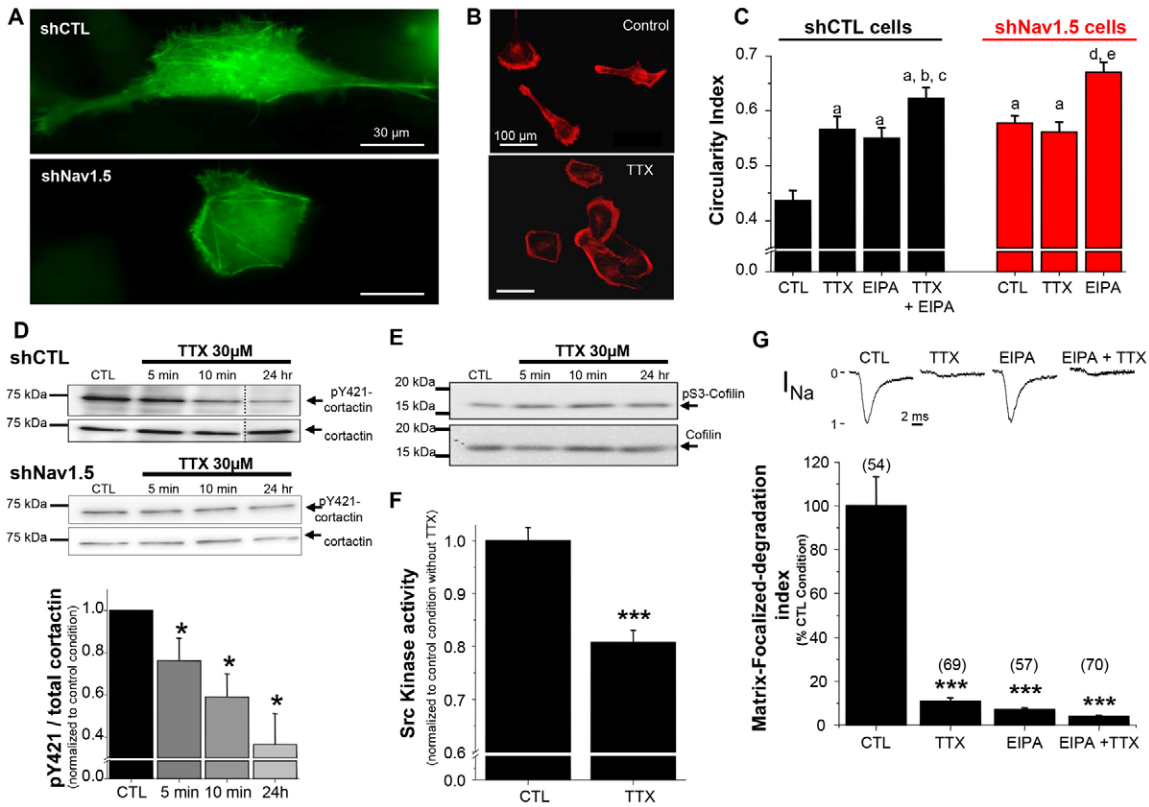 A
shCTL
30 µm
shNav1.5
B
Control
100 µm
TTX
C
shCTL cells
shNav1.5 cells
Circularity Index
0.7
0.6
0.5
0.4
0.0
a
a
a, b, c
a
a
d, e
CTL
TTX
EIPA
TTX
+ EIPA
CTL
TTX
EIPA
D
shCTL
TTX 30µM
CTL
5 min
10 min
24 hr
75 kDa
pY421-
cortactin
75 kDa
cortactin
shNav1.5
TTX 30µM
CTL
5 min
10 min
24 hr
75 kDa
pY421-
cortactin
75 kDa
cortactin
pY421 / total cortactin
(normalized to control condition)
1.0
0.8
0.6
0.4
0.0
*
*
*
CTL
5 min
10 min
24h
E
TTX 30µM
CTL
5 min
10 min
24 hr
20 kDa
15 kDa
pS3-Cofilin
20 kDa
15 kDa
Cofilin
F
Src Kinase activity
(normalized to control condition without TTX)
1.0
0.9
0.8
0.7
0.6
0.0
***
CTL
TTX
G
CTL
TTX
EIPA
EIPA + TTX
I Na
0
1
2 ms
Matrix-Focalized-degradation
index
(% CTL Condition)
120
100
80
60
40
20
0
(54)
(69)
(57)
(70)
***
***
***
CTL
TTX
EIPA
EIPA +TTX